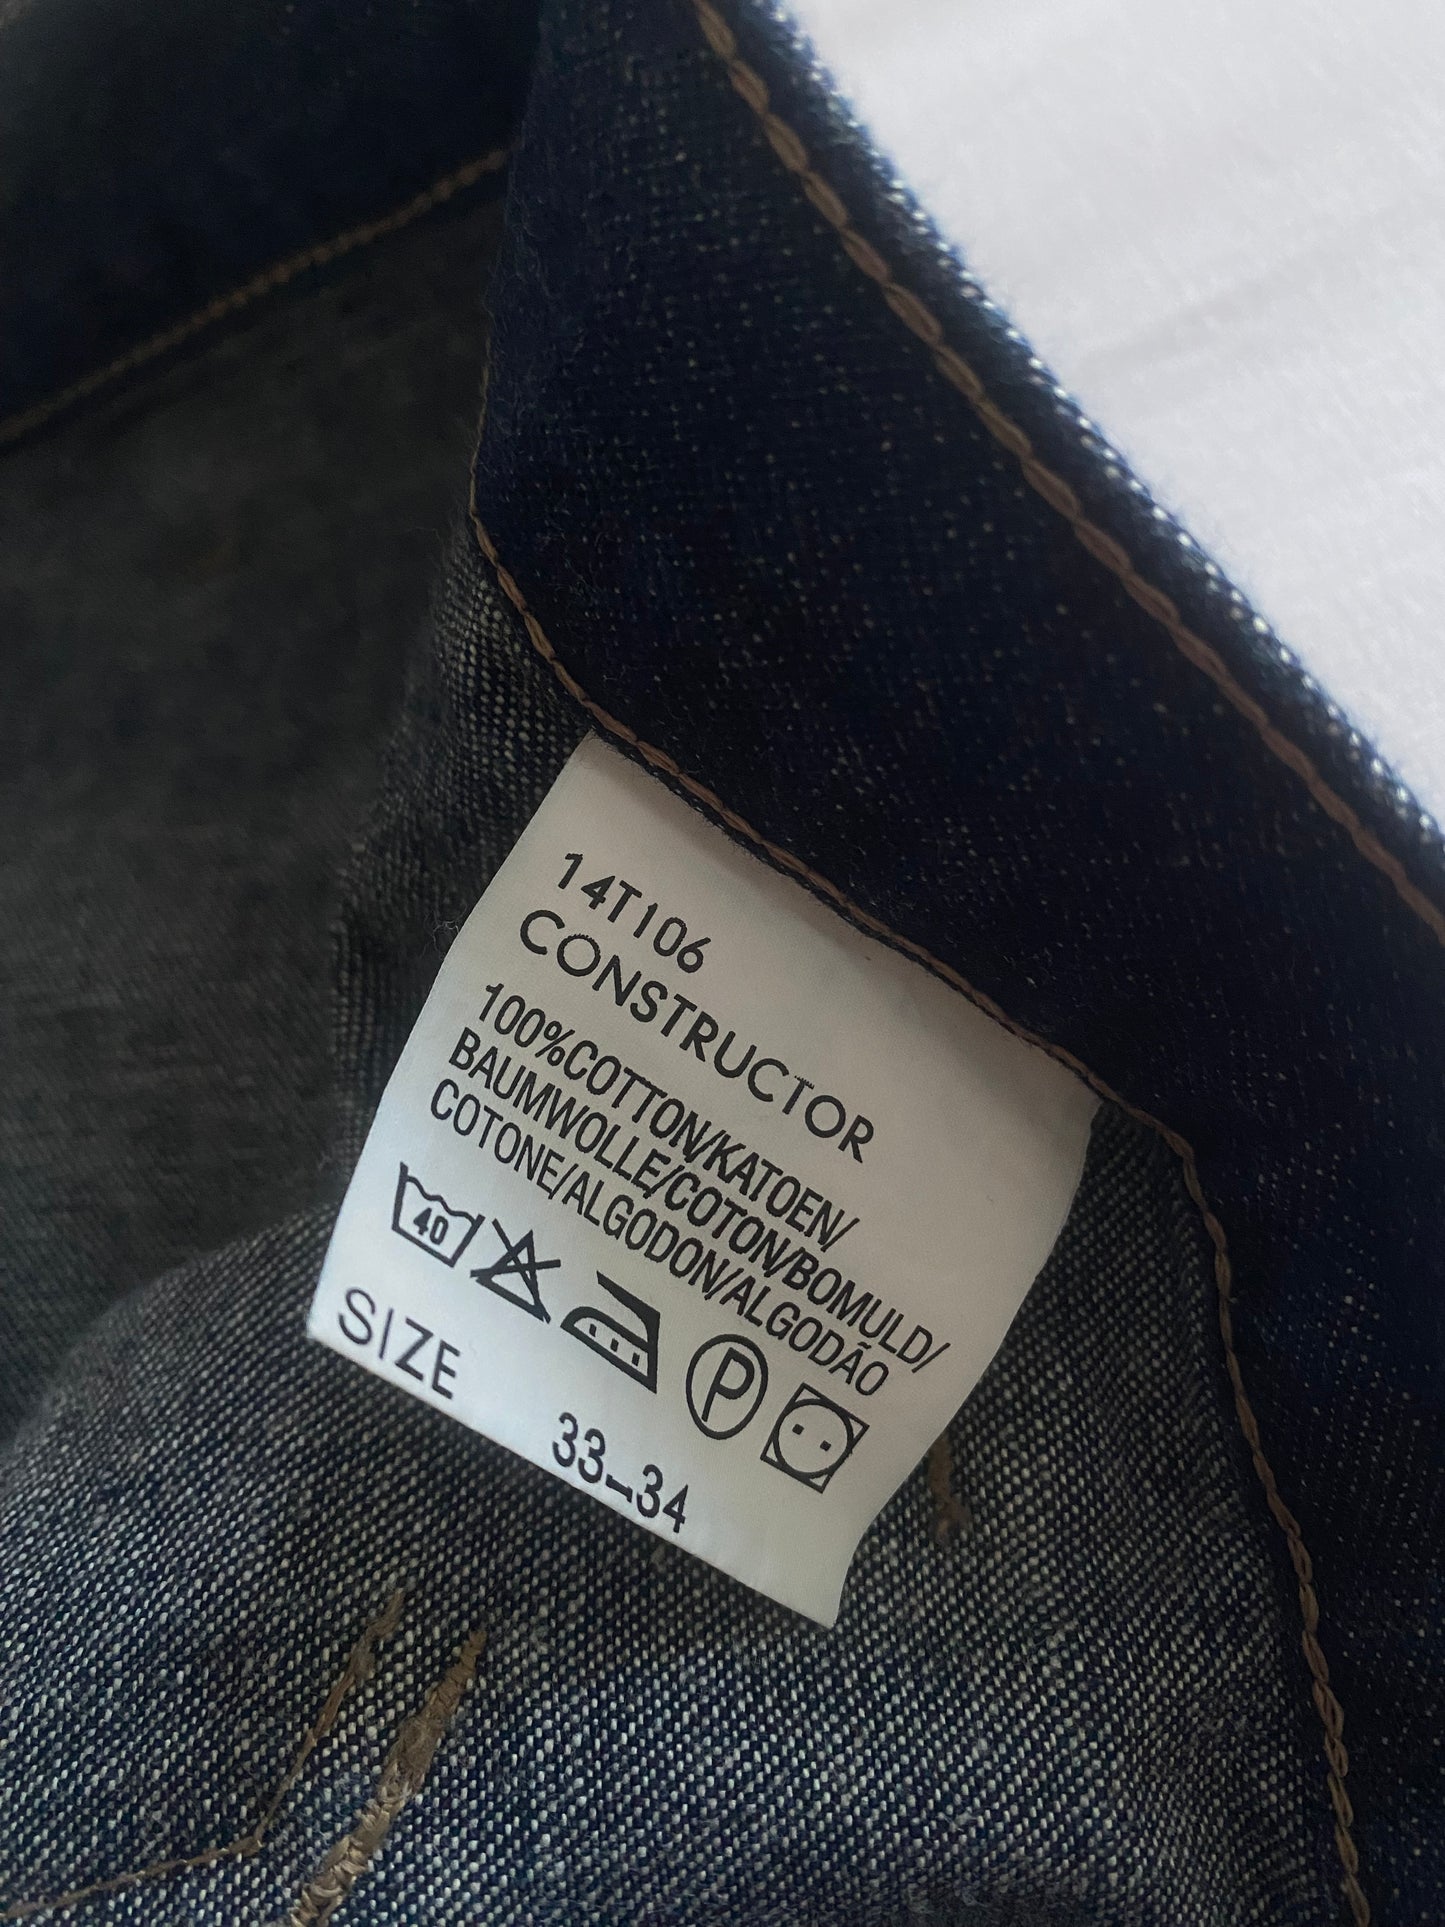 14T106
CONSTRUCTOR
100%COTTON/KATOEN/
BAUMWOLLE/COTON/BOMULD/
COTONE/ALGODON/ALGODÃO
40 P
SIZE 33-34